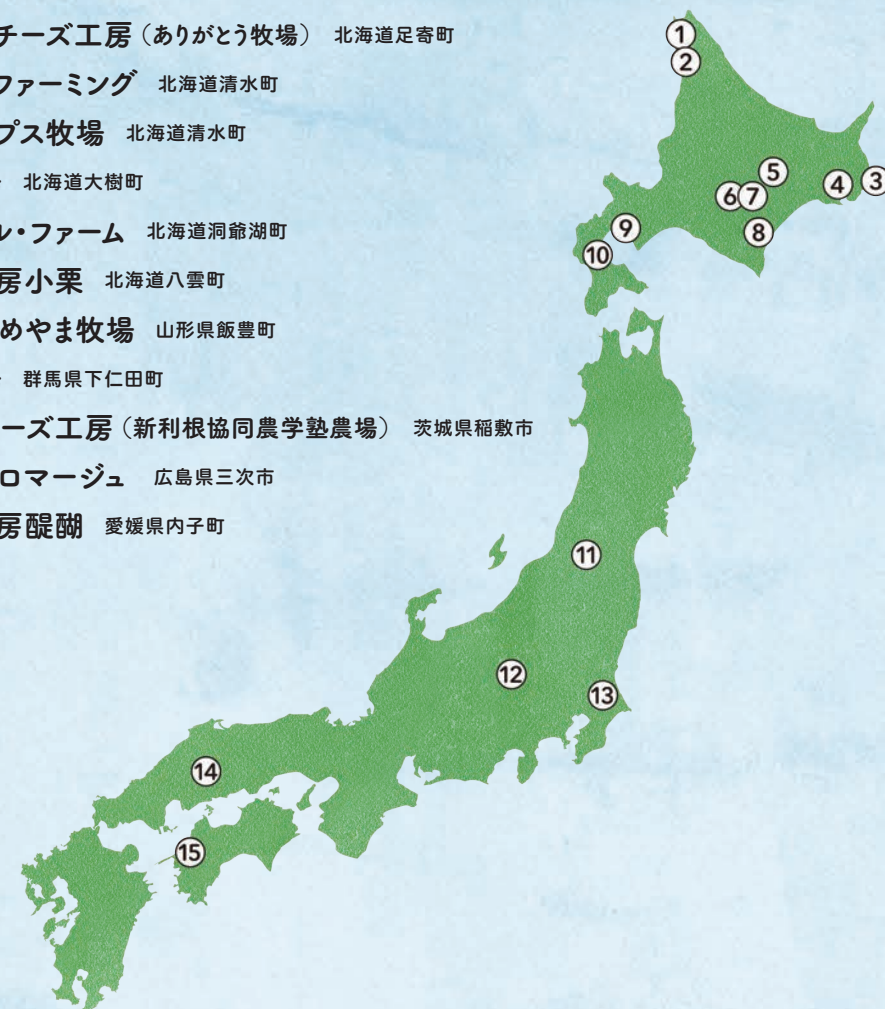 チーズ工房（ありがとう牧場） 北海道足寄町
ファーミング 北海道清水町
プス牧場 北海道清水町
北海道大樹町
ル・ファーム 北海道洞爺湖町
房小栗 北海道八雲町
めやま牧場 山形県飯豊町
群馬県下仁田町
ーズ工房（新利根協同農学塾農場） 茨城県稲敷市
ロマージュ 広島県三次市
房醍醐 愛媛県内子町
1
2
3
4
5
6
7
8
9
10
11
12
13
14
15